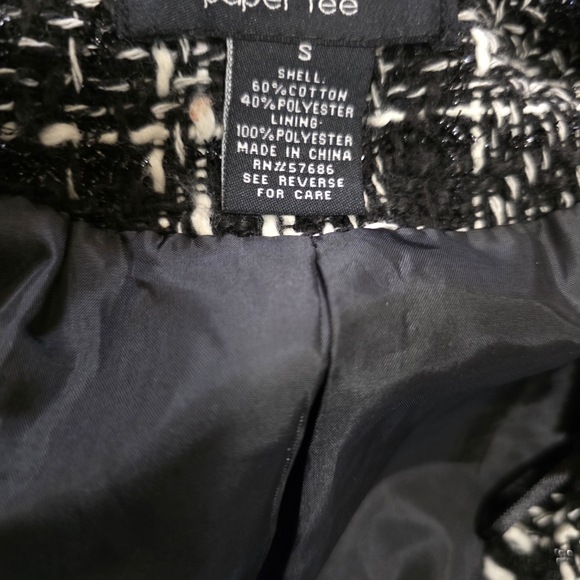 paper Tee
S
SHELL:
60%COTTON
40%POLYESTER
LINING:
100%POLYESTER
MADE IN CHINA
RN#57686
SEE REVERSE
FOR CARE